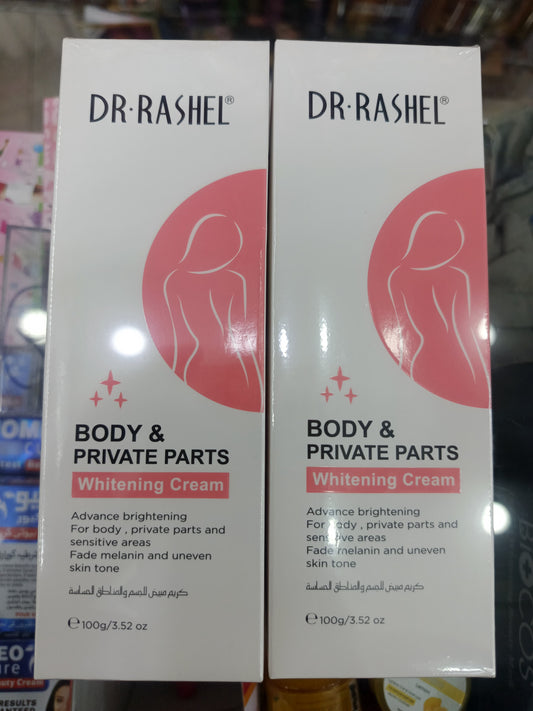 DR·RASHEL®
BODY &
PRIVATE PARTS
Whitening Cream
Advance brightening
For body , private parts and
sensitive areas
Fade melanin and uneven
skin tone
كريم مبيض للجسم والمناطق الحساسة
℮100g/3.52 oz
DR·RASHEL®
BODY &
PRIVATE PARTS
Whitening Cream
Advance brightening
For body , private parts and
sensitive areas
Fade melanin and uneven
skin tone
كريم مبيض للجسم والمناطق الحساسة
℮100g/3.52 oz